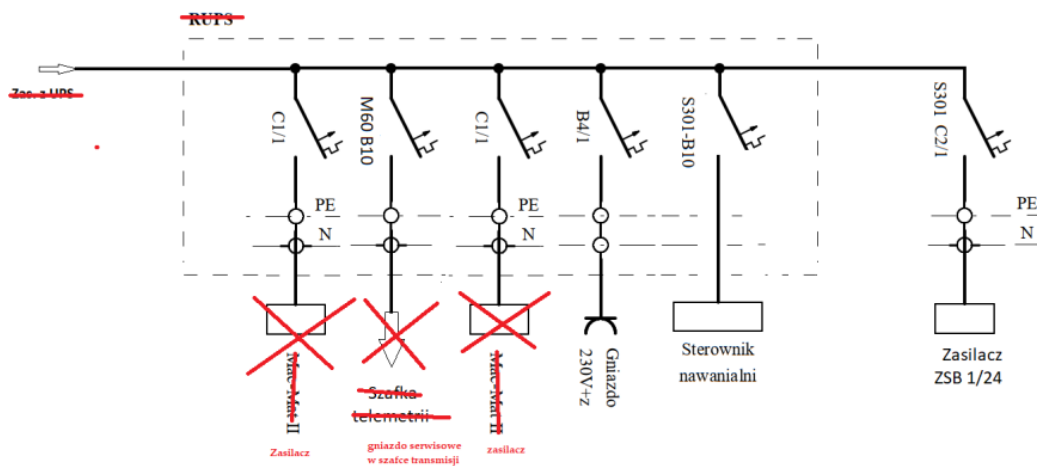 RUPS
Zas. z UPS
C1/1
M60 B10
C1/1
B4/1
S301-B10
S301 C2/1
PE
N
PE
N
PE
N
Mac-Mat II
Szafka
telemetrii
Mac-Mat II
Gniazdo
230V+z
Sterownik
nawanialni
Zasilacz
ZSB 1/24
Zasilacz
gniazdo serwisowe
w szafce transmisji
zasilacz